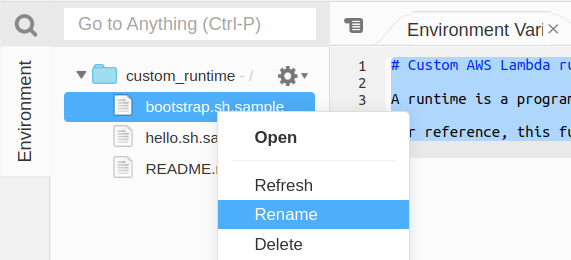 Go to Anything (Ctrl-P)
Environment Vari
Environment
custom_runtime - /
bootstrap.sh.sample
hello.sh.sa
README.
Open
Refresh
Rename
Delete
1 # Custom AWS Lambda ru
2
3 A runtime is a program
r reference, this fu